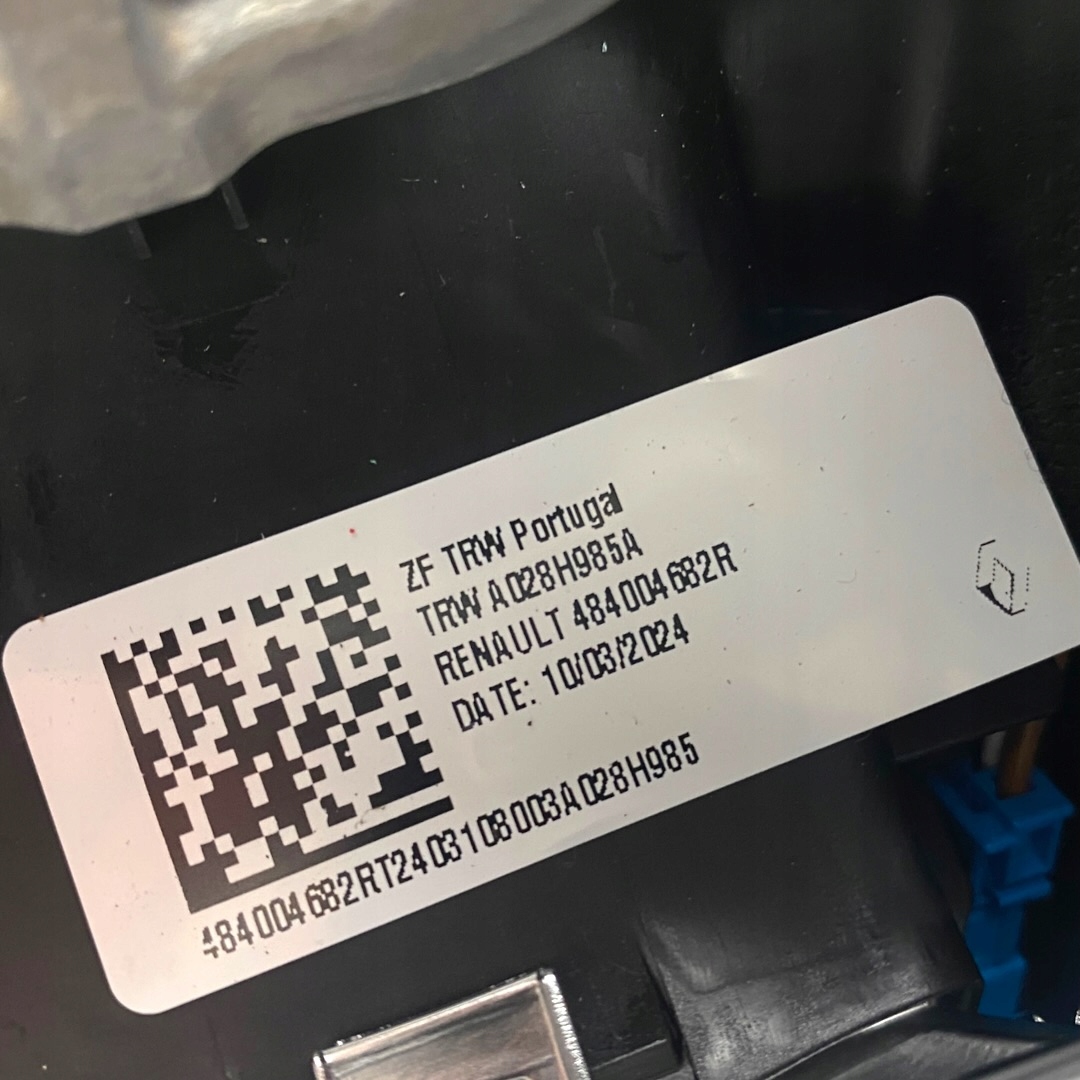 ZF TRW Portugal
TRW A028H985A
RENAULT 484004682R
DATE: 10/03/2024
484004682RT2403108003A028H985